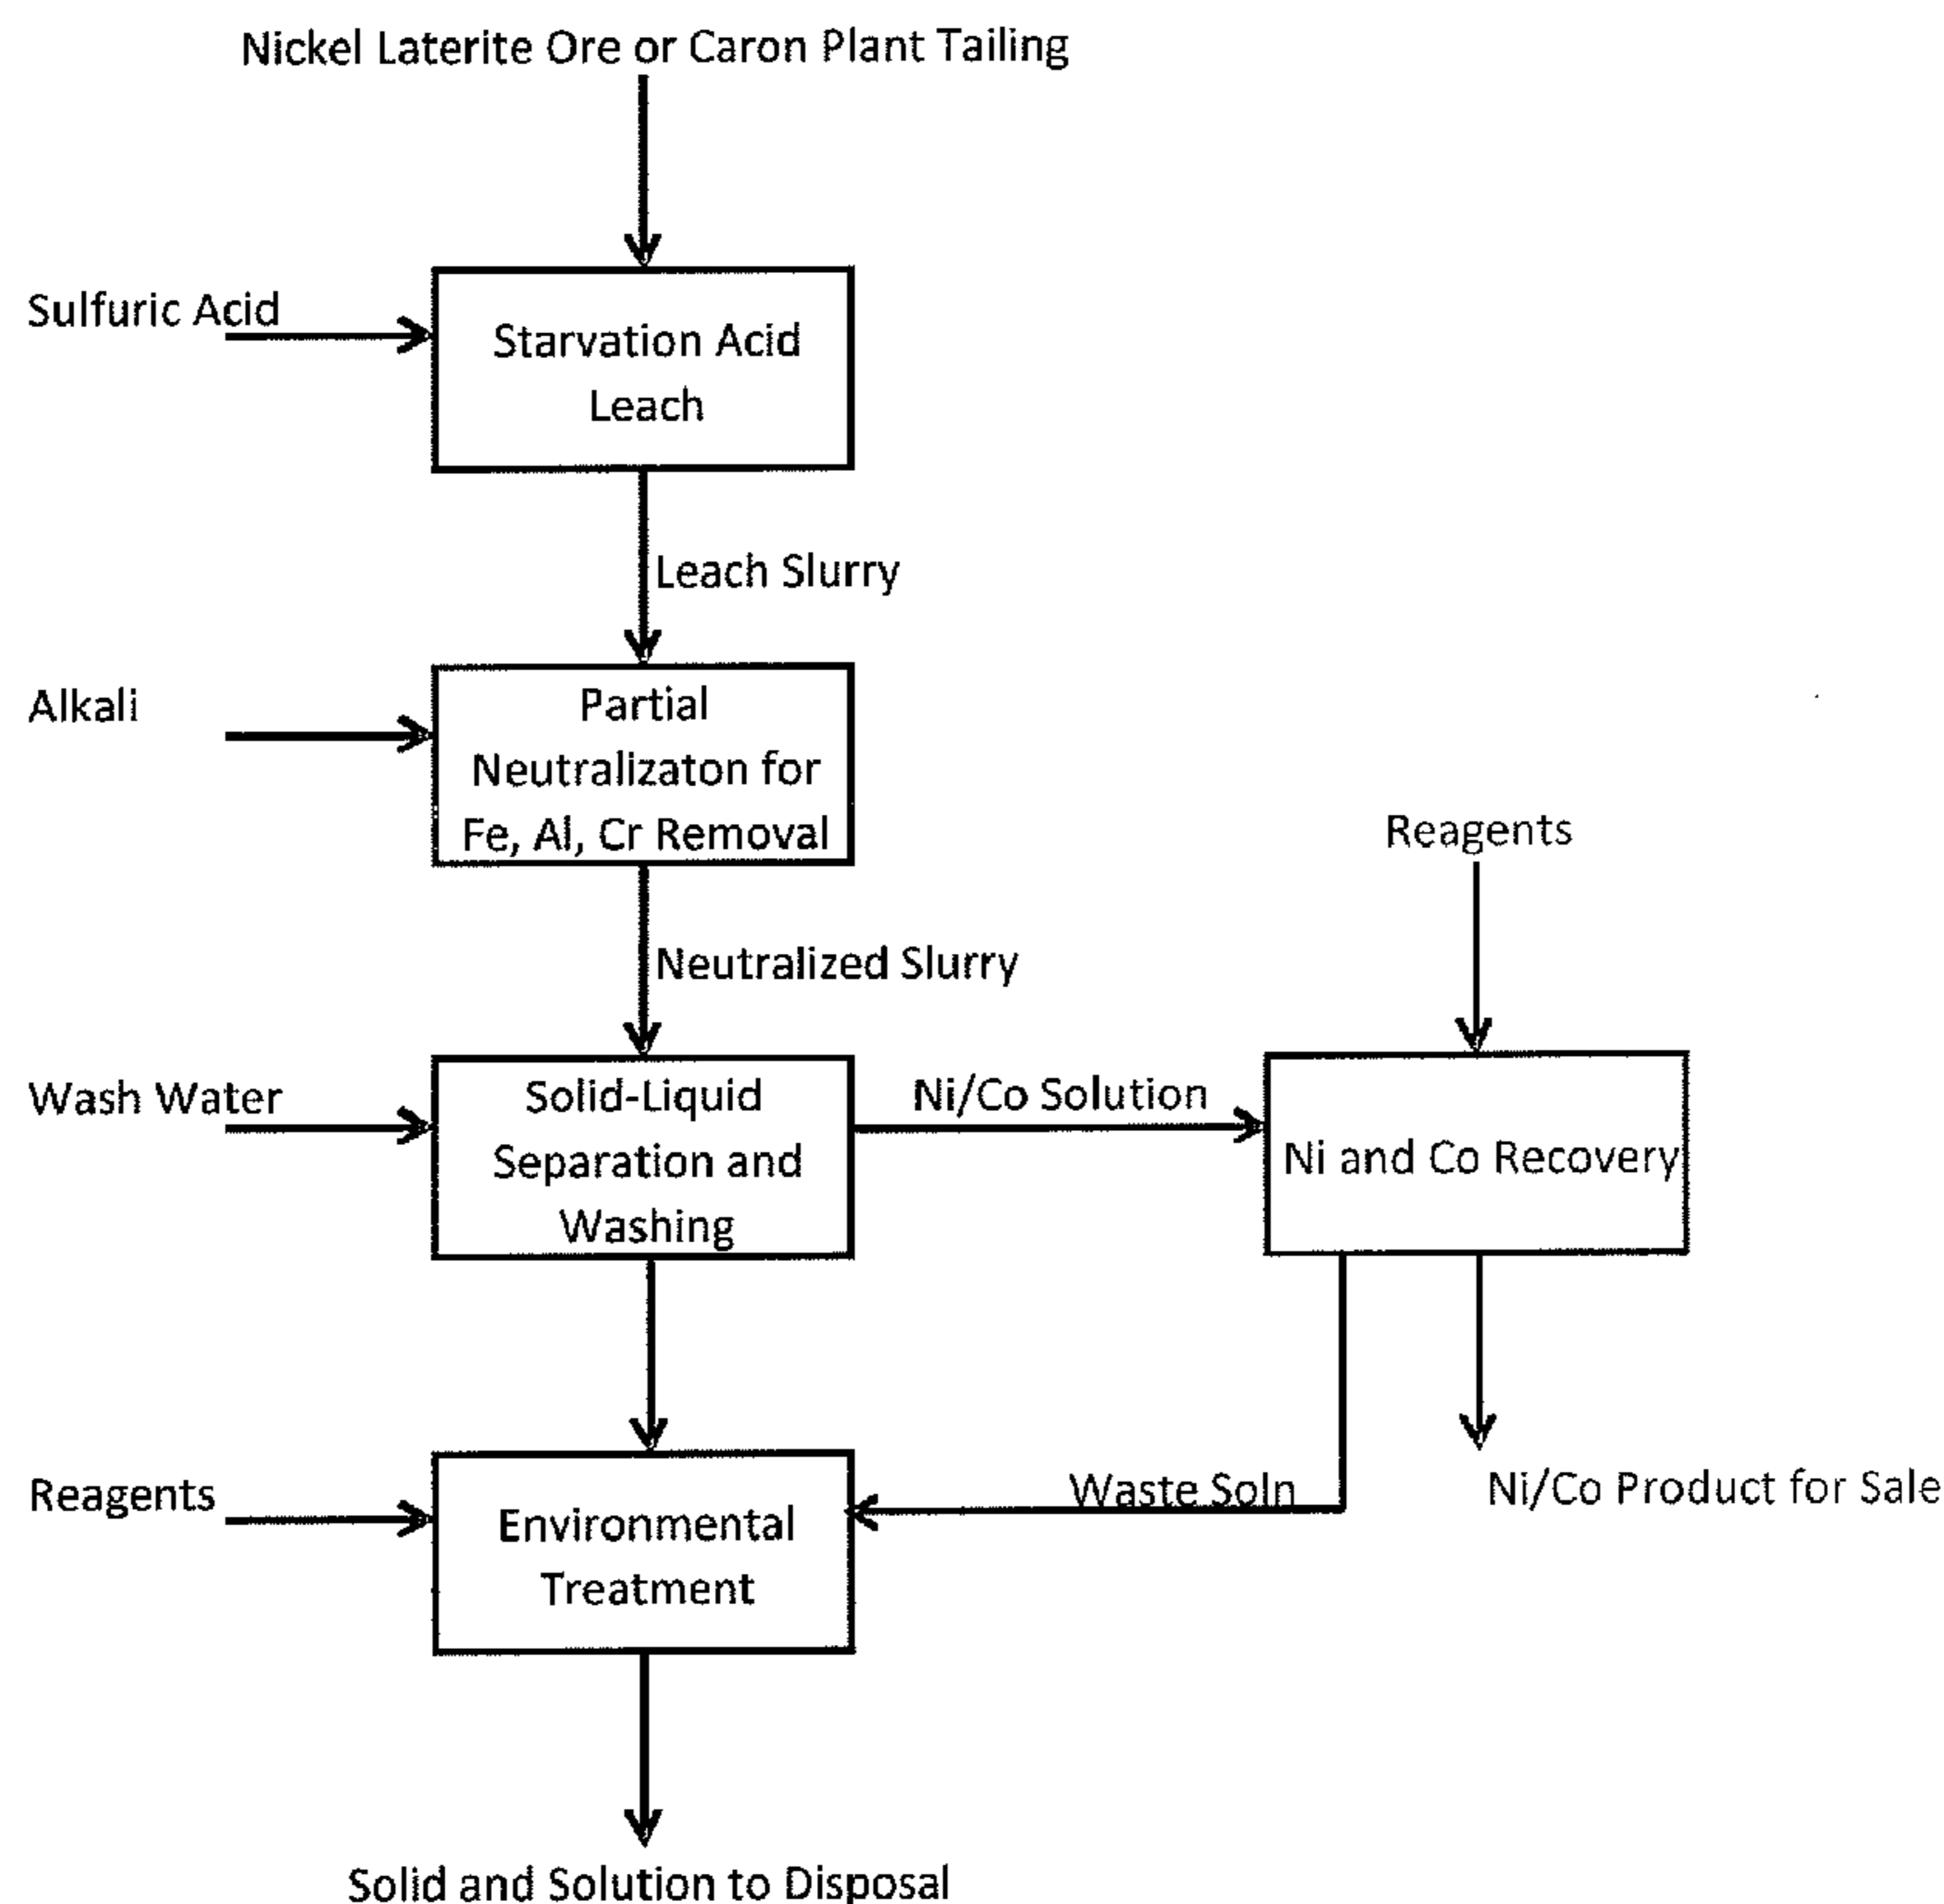 Nickel Laterite Ore or Caron Plant Tailing
Sulfuric Acid
Starvation Acid
Leach
Leach Slurry
Alkali
Partial
Neutralizaton for
Fe, Al, Cr Removal
Reagents
Neutralized Slurry
Wash Water
Solid-Liquid
Separation and
Washing
Ni/Co Solution
Ni and Co Recovery
Reagents
Environmental
Treatment
Waste Soln
Ni/Co Product for Sale
Solid and Solution to Disposal